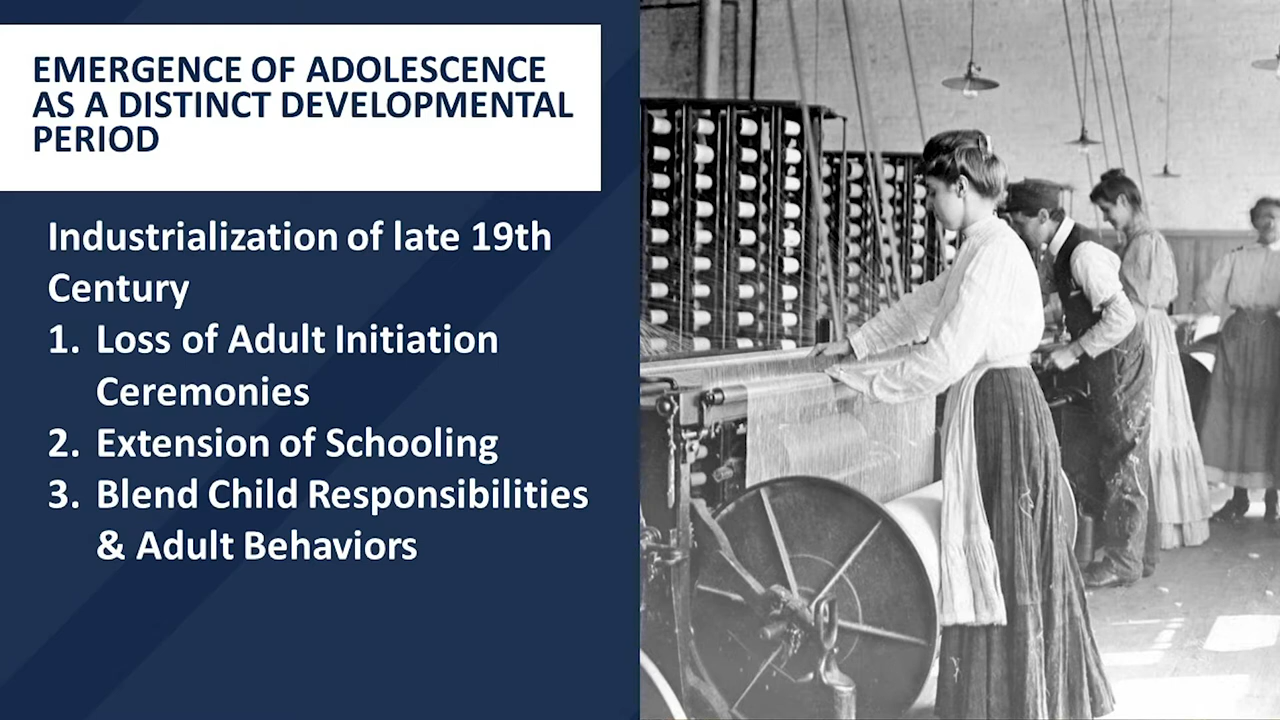 EMERGENCE OF ADOLESCENCE
AS A DISTINCT DEVELOPMENTAL
PERIOD
Industrialization of late 19th
Century
1. Loss of Adult Initiation
Ceremonies
2. Extension of Schooling
3. Blend Child Responsibilities
& Adult Behaviors